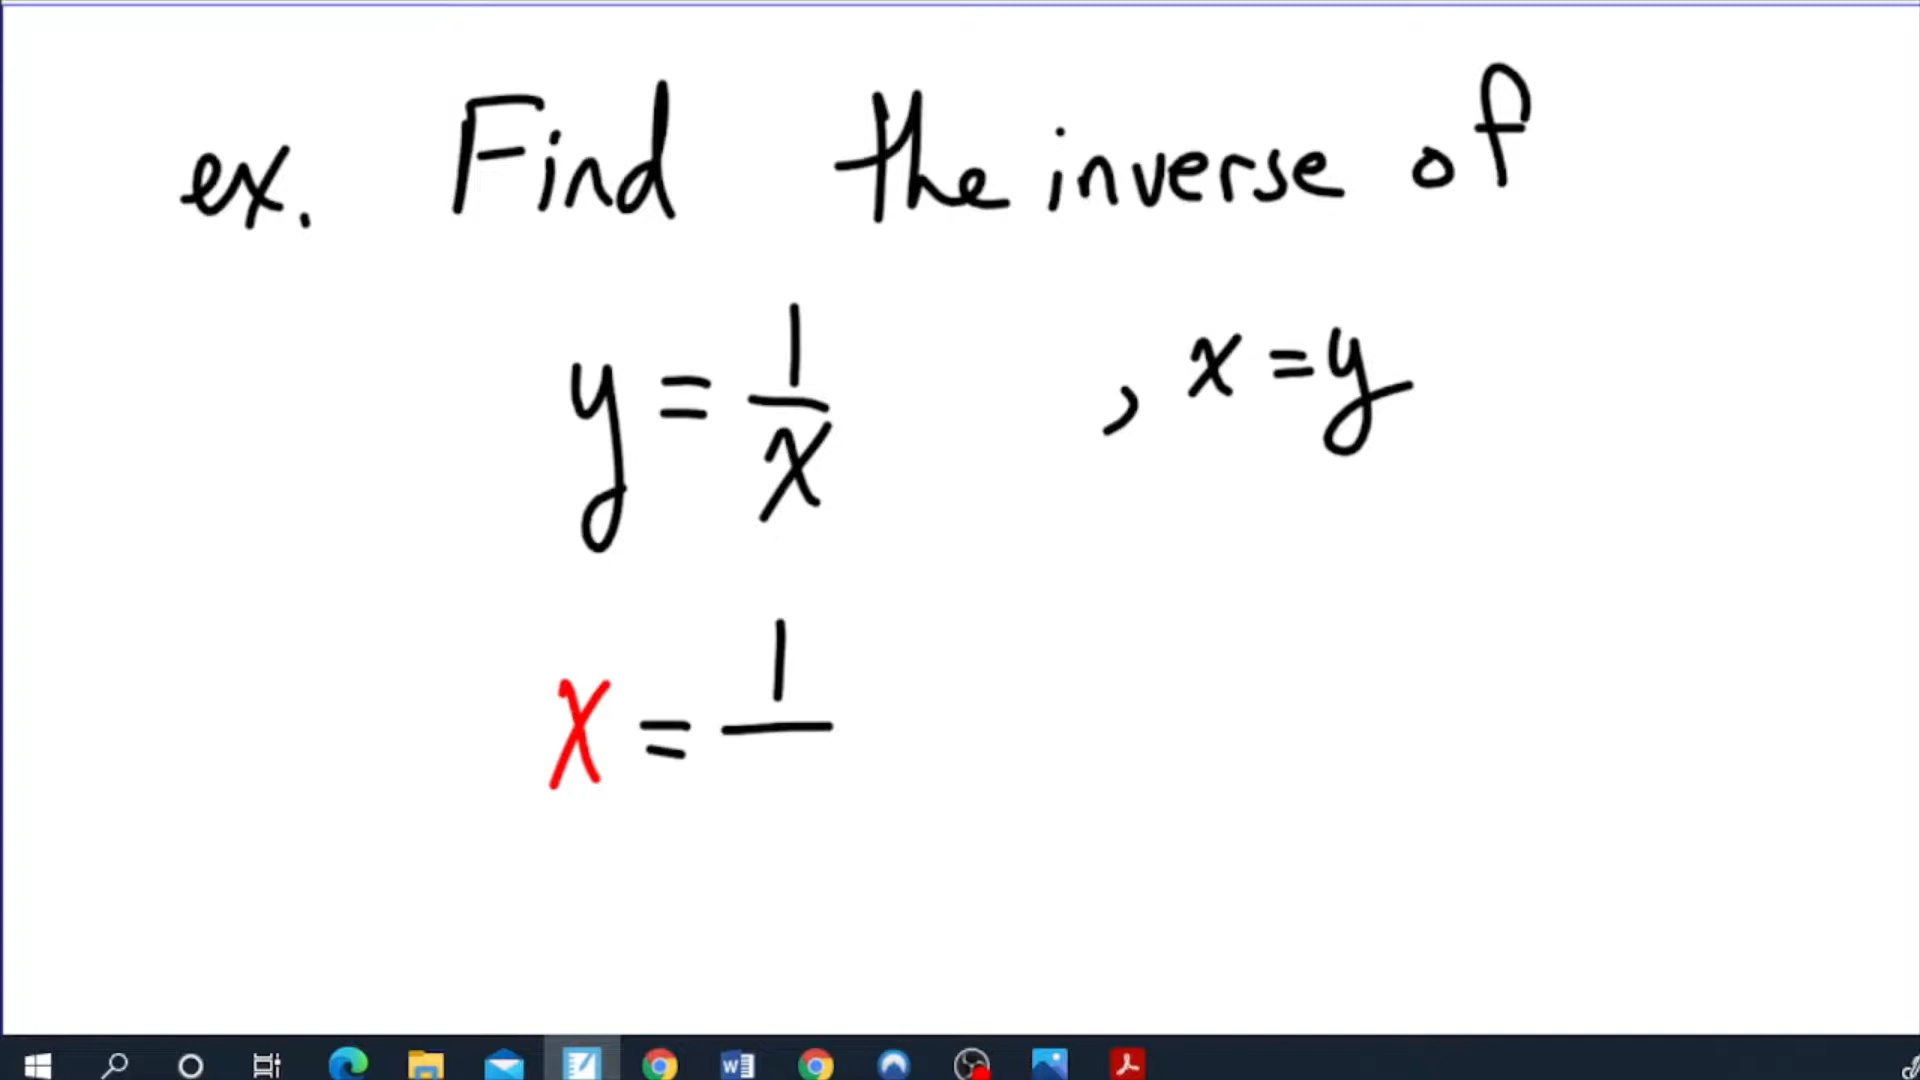 ex. Find the inverse of
y = 1/x , x = y
x = 1/